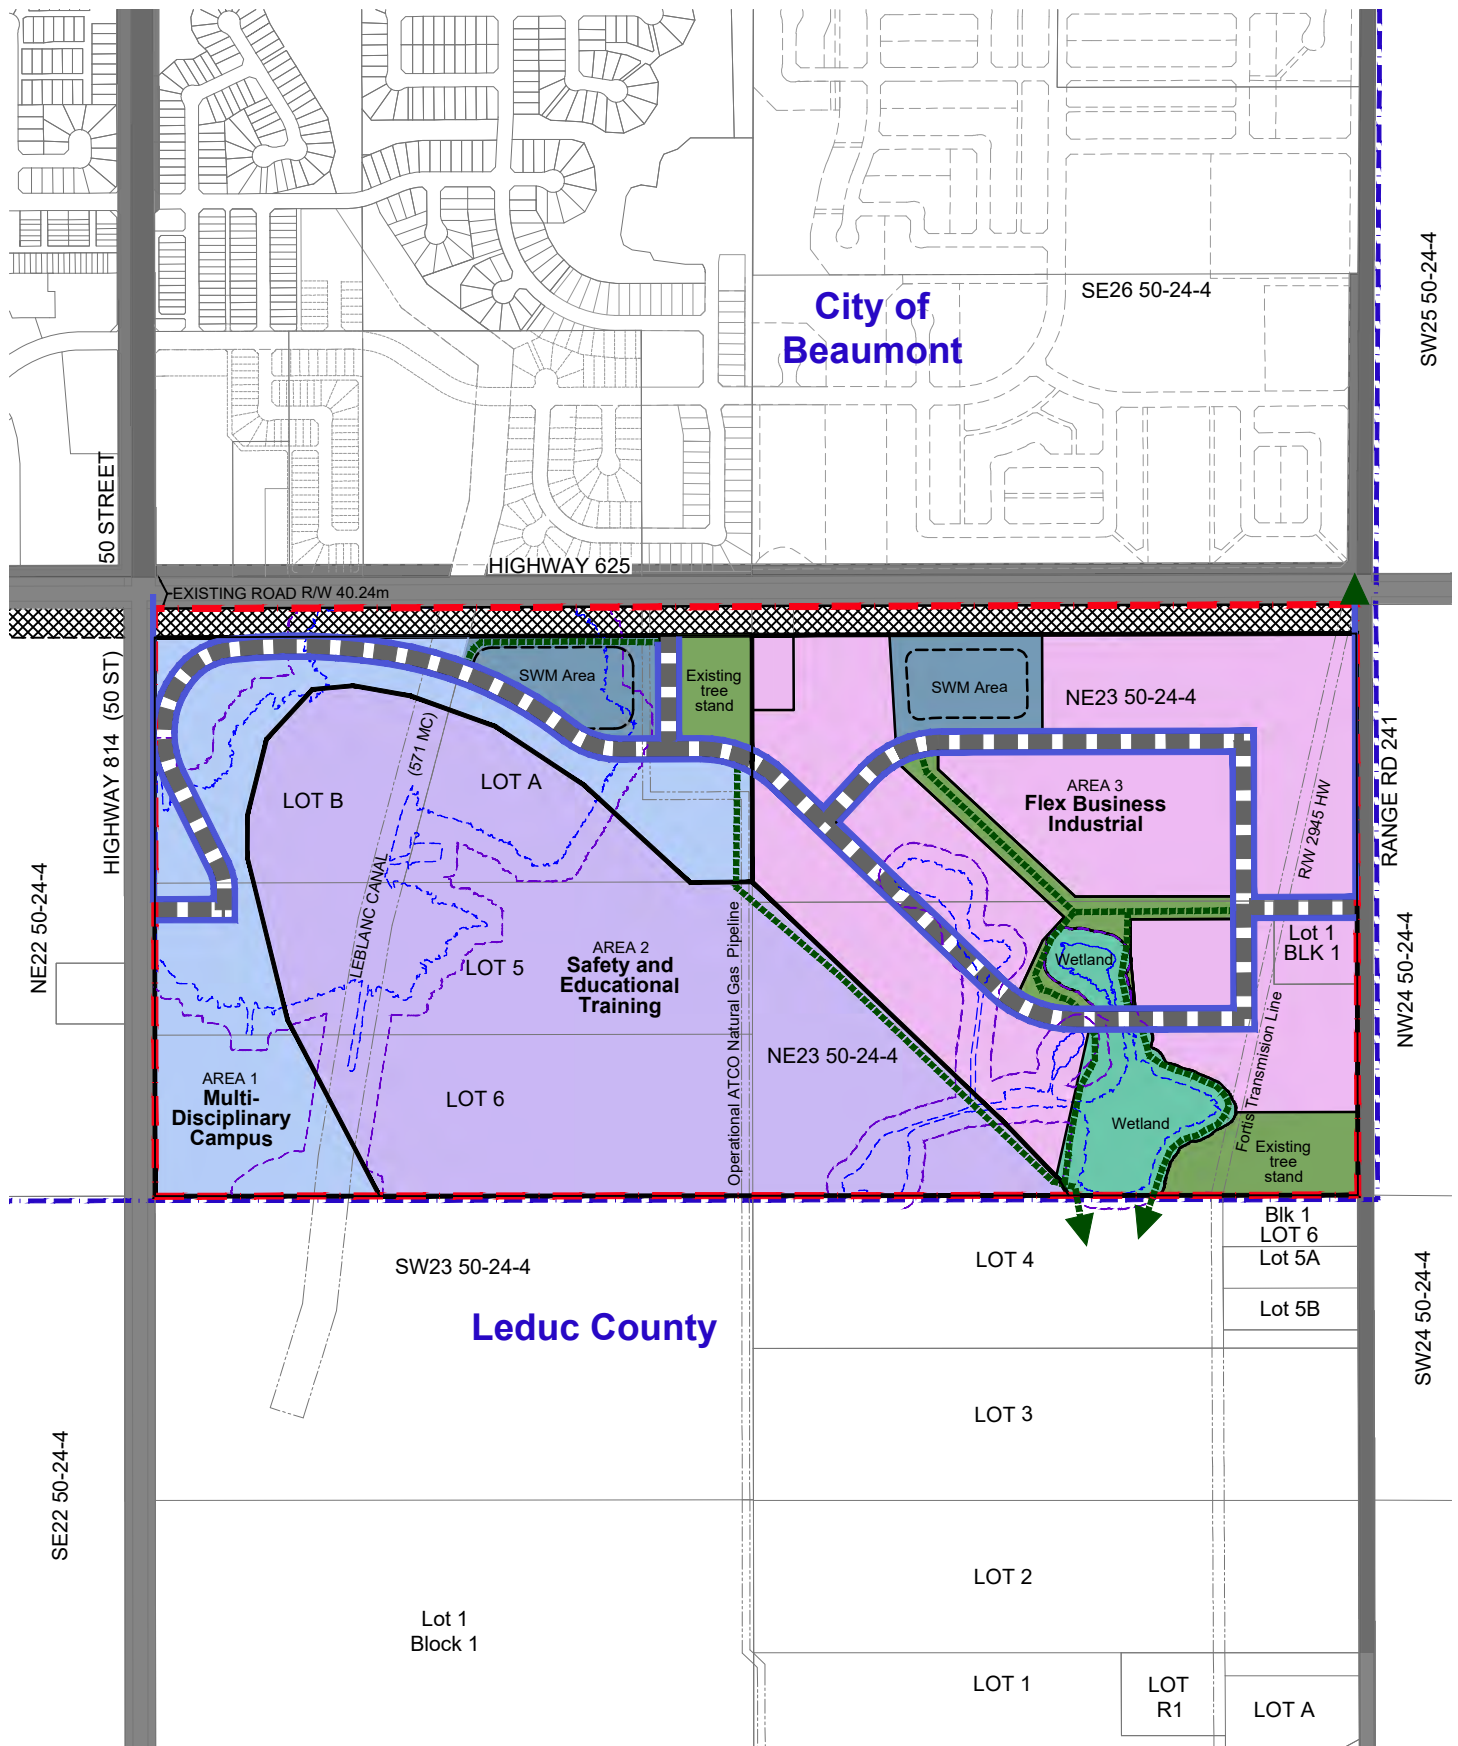 City of
Beaumont
SE26 50-24-4
SW25 50-24-4
50 STREET
HIGHWAY 625
EXISTING ROAD R/W 40.24m
HIGHWAY 814 (50 ST)
SWM Area
Existing
tree
stand
SWM Area
NE23 50-24-4
(571 MC)
LOT A
LOT B
AREA 3
Flex Business
Industrial
R/W 2945 HW
RANGE RD 241
LEBLANC CANAL
NE22 50-24-4
AREA 2
Safety and
Educational
Training
LOT 5
Operational ATCO Natural Gas Pipeline
Wetland
Lot 1
BLK 1
NW24 50-24-4
NE23 50-24-4
AREA 1
Multi-
Disciplinary
Campus
LOT 6
Wetland
Fortis Transmision Line
Existing
tree
stand
SW23 50-24-4
LOT 4
Blk 1
LOT 6
Lot 5A
Lot 5B
Leduc County
SW24 50-24-4
LOT 3
SE22 50-24-4
LOT 2
Lot 1
Block 1
LOT 1
LOT
R1
LOT A